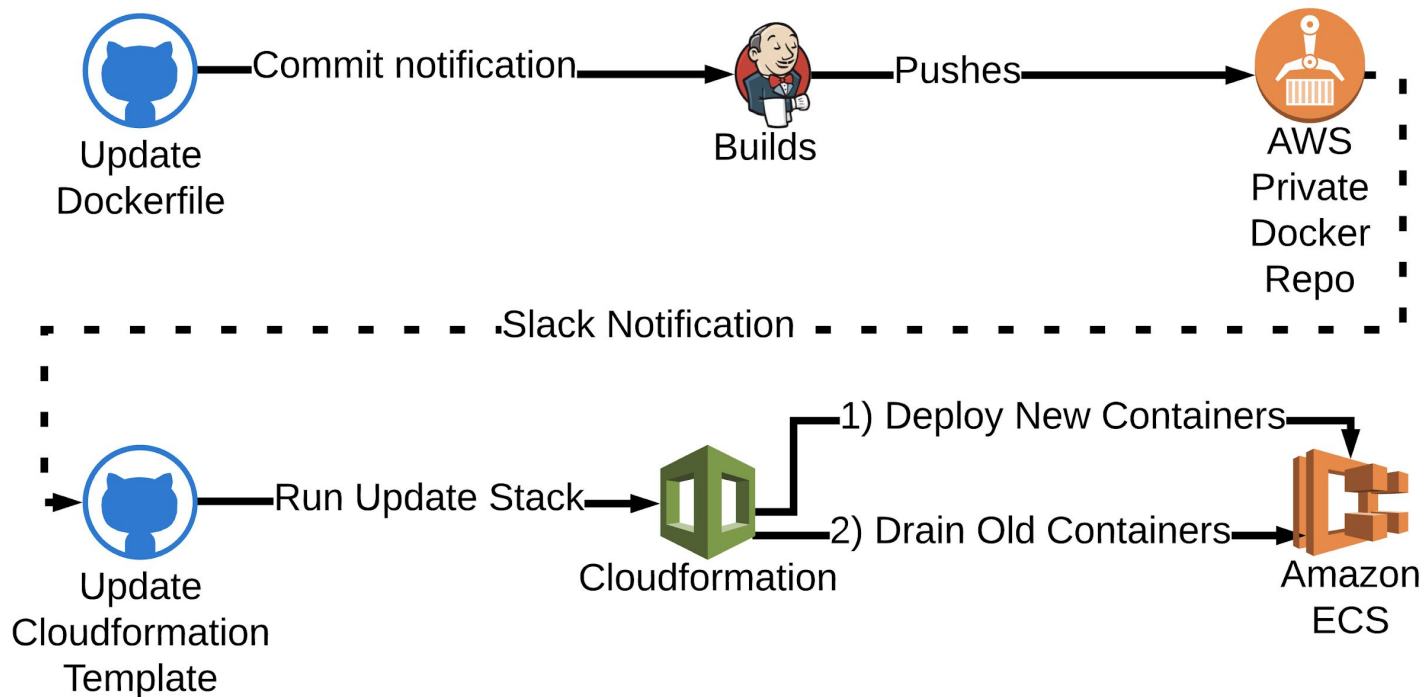 Commit notification
Pushes
Builds
Update
Dockerfile
AWS
Private
Docker
Repo
Slack Notification
1) Deploy New Containers
Run Update Stack
2) Drain Old Containers
Cloudformation
Update
Cloudformation
Template
Amazon
ECS